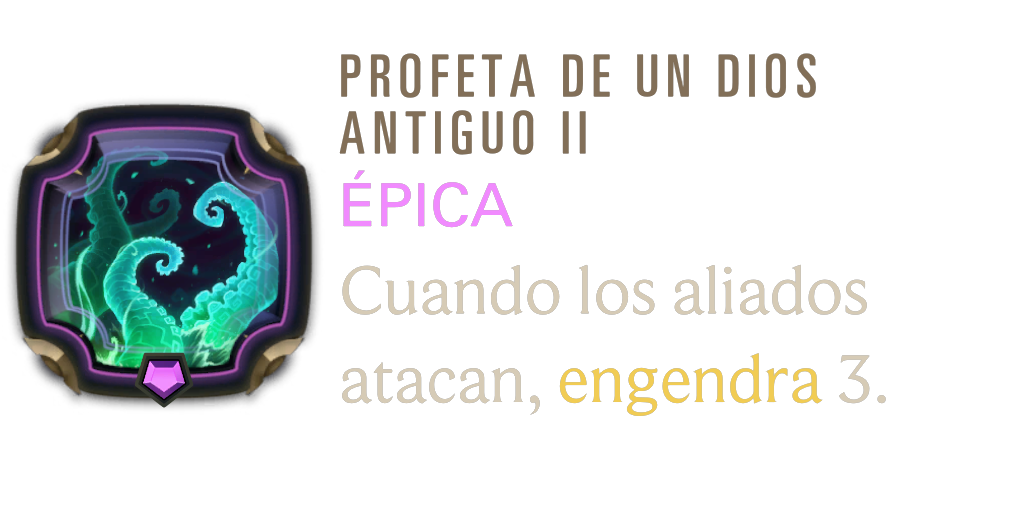 PROFETA DE UN DIOS
ANTIGUO II
ÉPICA
Cuando los aliados
atacan, engendra 3.